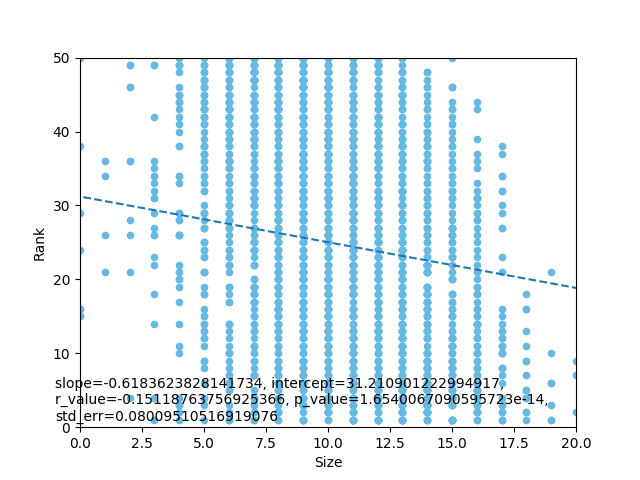 50
40
30
20
10
0
Rank
slope=-0.6183623828141734, intercept=31.210901222994917,
r_value=-0.15118763756925366, p_value=1.6540067090595723e-14,
std_err=0.08009510516919076
0.0 2.5 5.0 7.5 10.0 12.5 15.0 17.5 20.0
Size